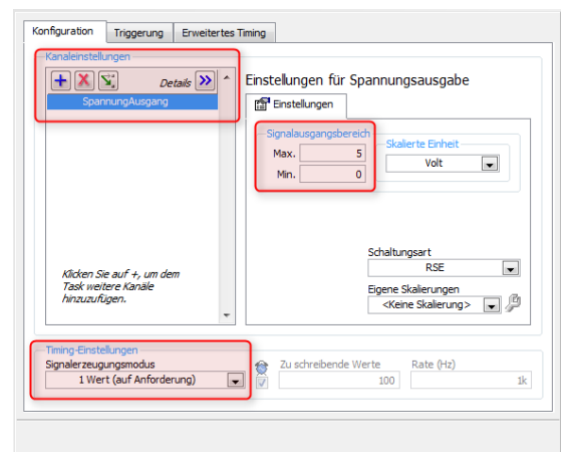 Konfiguration Triggerung Erweitertes Timing
Kanaleinstellungen
Details
SpannungAusgang
Klicken Sie auf +, um dem
Task weitere Kanäle
hinzuzufügen.
Einstellungen für Spannungsausgabe
Einstellungen
Signalausgangsbereich
Max. 5
Min. 0
Skalierte Einheit
Volt
Schaltungsart
RSE
Eigene Skalierungen
<Keine Skalierung>
Timing-Einstellungen
Signalerzeugungsmodus
1 Wert (auf Anforderung)
Zu schreibende Werte
100
Rate (Hz)
1k